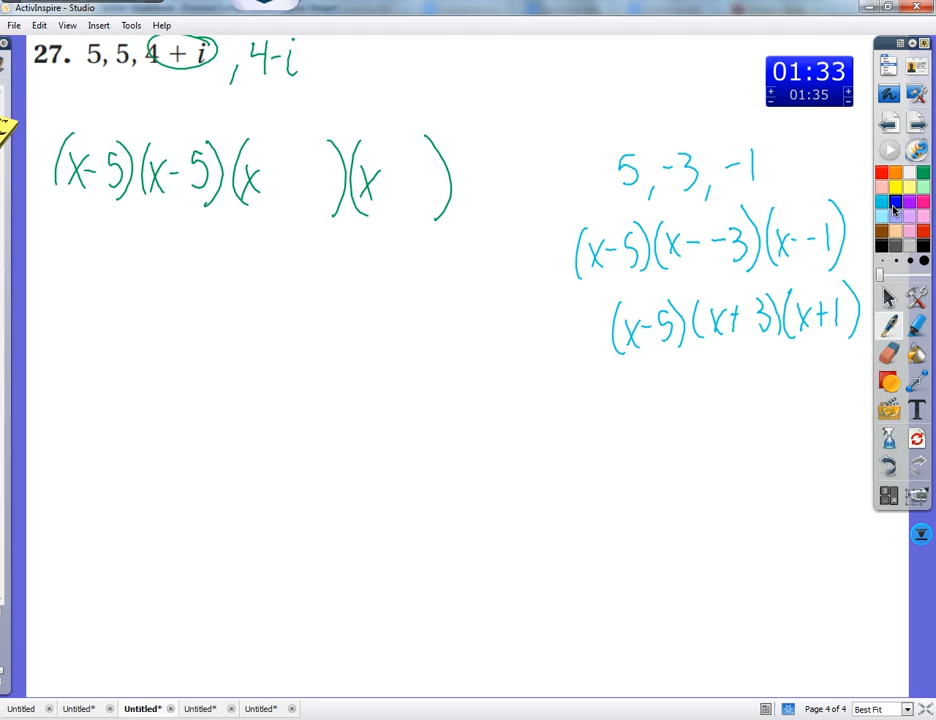 ActivInspire - Studio
File Edit View Insert Tools Help
27. 5, 5, 4 + i , 4-i
01:33
01:35
(x-5)(x-5)(x )(x )
5, -3, -1
(x-5)(x- -3)(x- -1)
(x-5)(x+ 3)(x+1)
T
Untitled Untitled* Untitled* Untitled* Untitled* Page 4 of 4 Best Fit